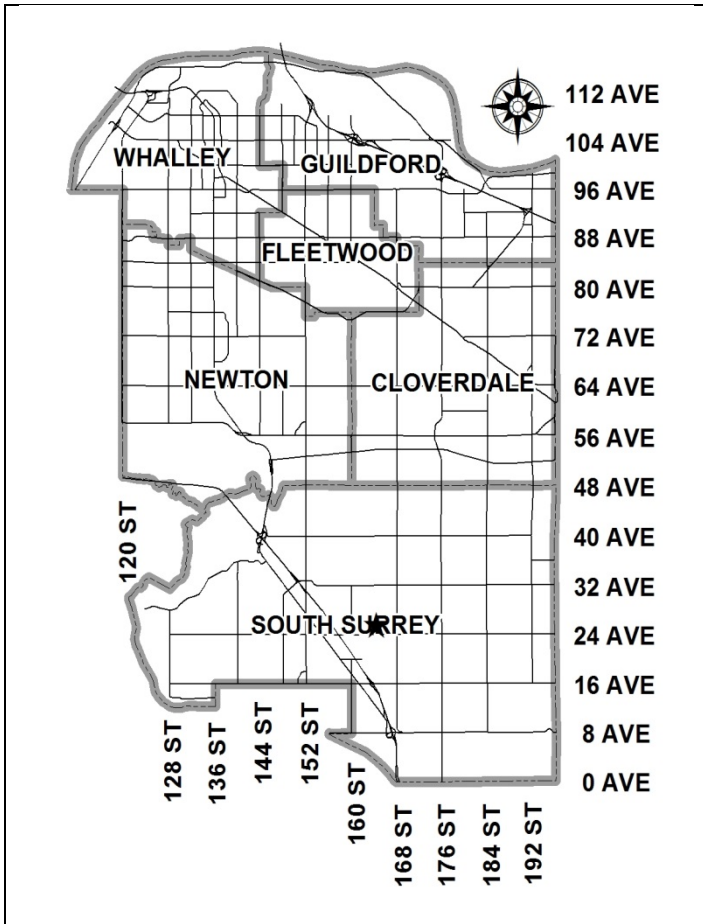 112 AVE
104 AVE
WHALLEY
GUILDFORD
96 AVE
88 AVE
FLEETWOOD
80 AVE
72 AVE
NEWTON
CLOVERDALE
64 AVE
56 AVE
48 AVE
120 ST
40 AVE
32 AVE
SOUTH SURREY
24 AVE
16 AVE
128 ST
136 ST
144 ST
152 ST
8 AVE
160 ST
0 AVE
168 ST
176 ST
184 ST
192 ST